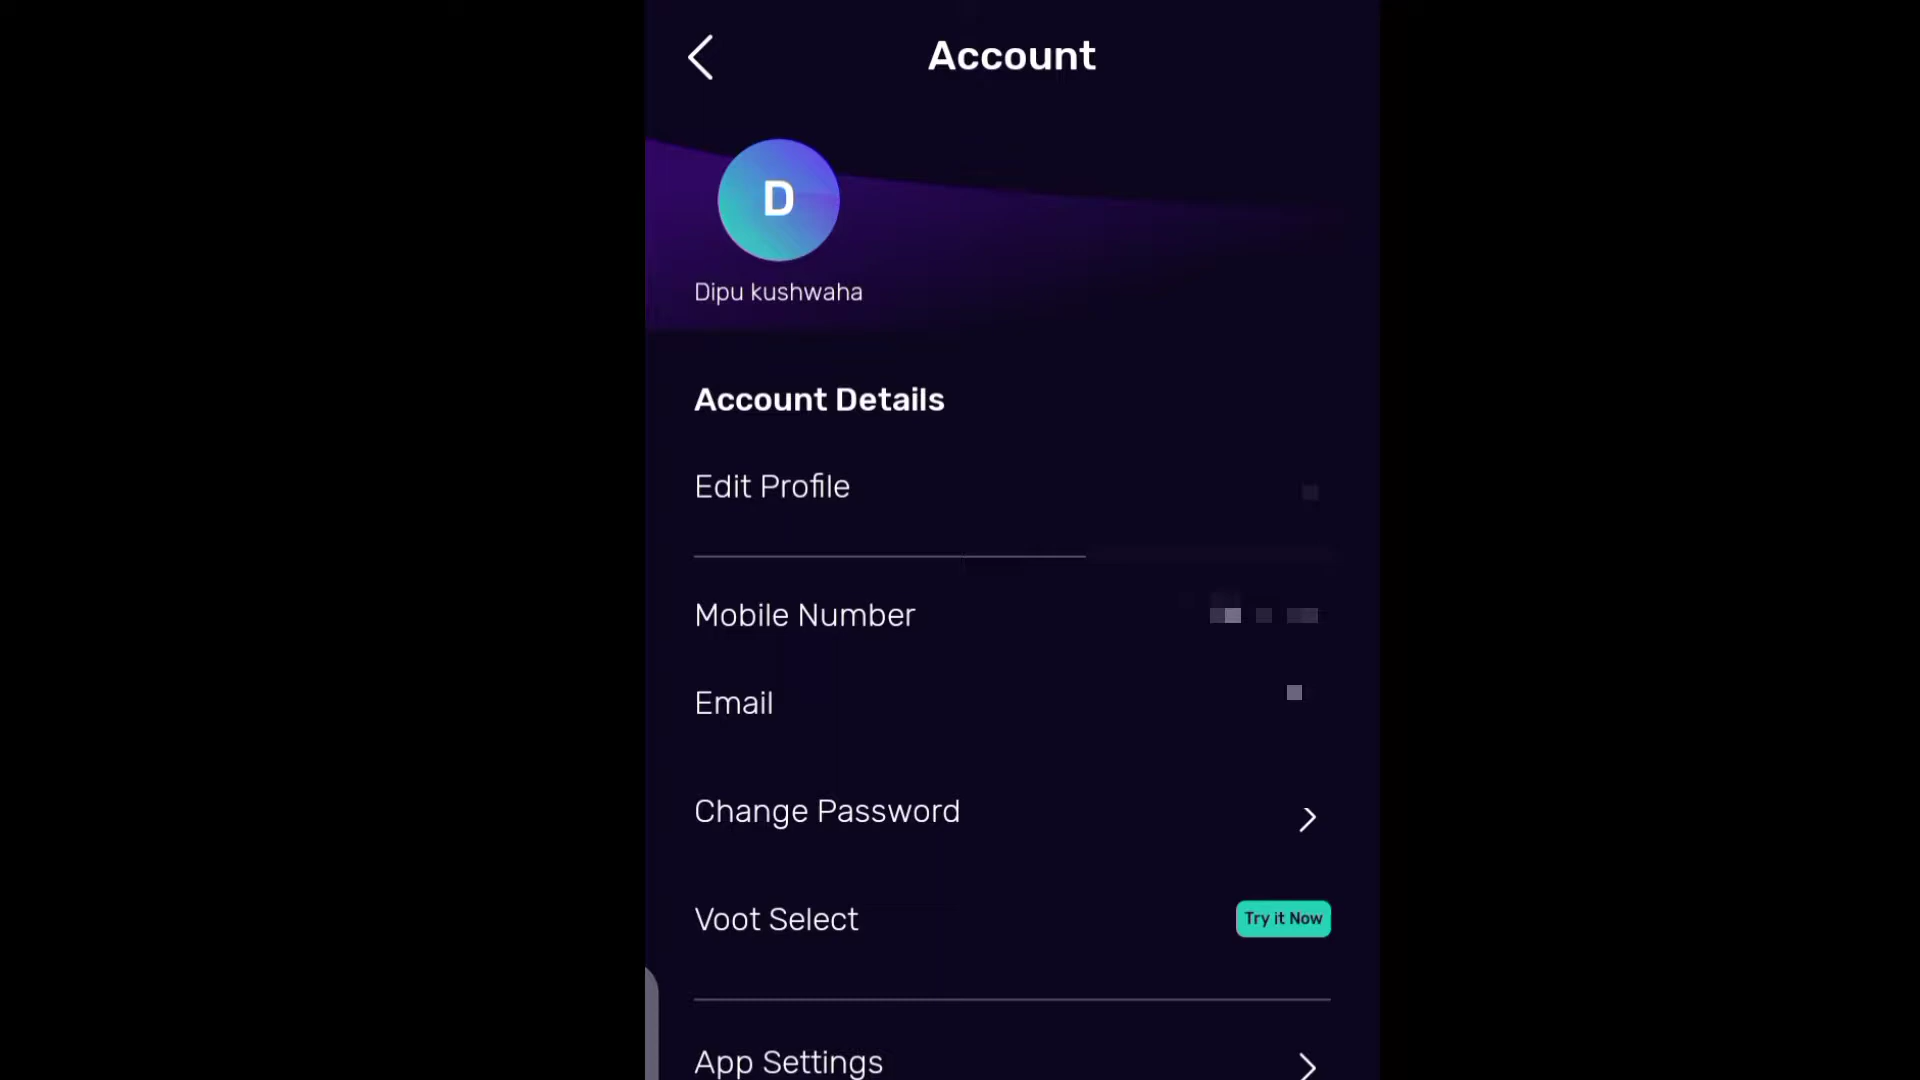 Account
D
Dipu kushwaha
Account Details
Edit Profile
Mobile Number
Email
Change Password
Voot Select
Try it Now
App Settings